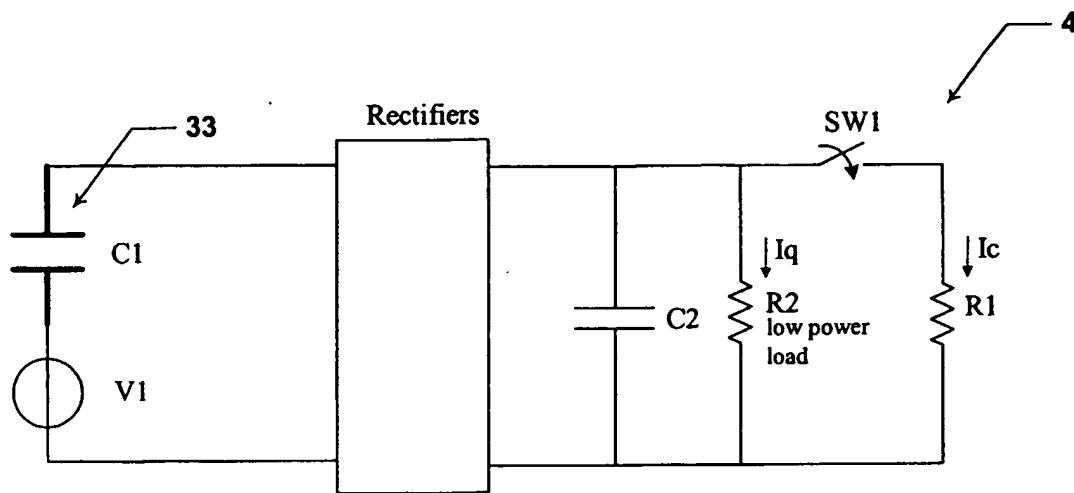 4
33
Rectifiers
SW1
C1
Iq
Ic
C2
R2
low power
load
R1
V1